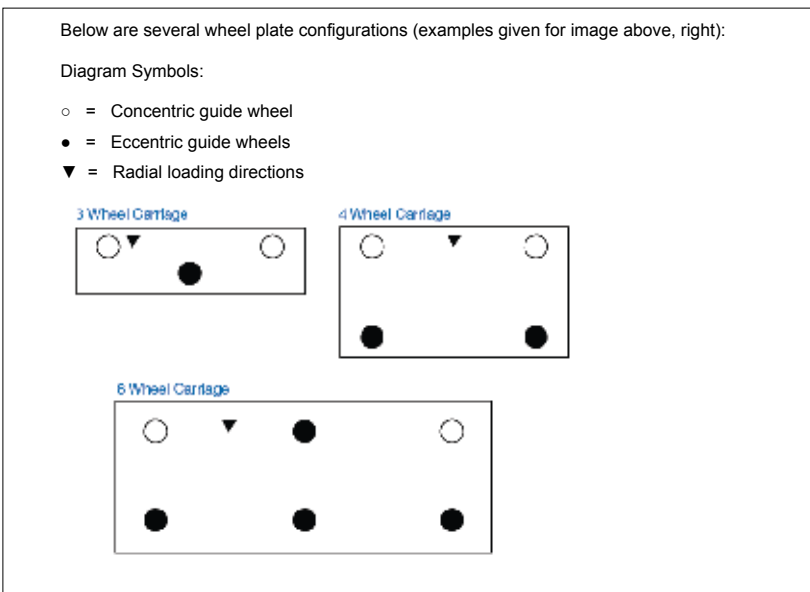 Below are several wheel plate configurations (examples given for image above, right):
Diagram Symbols:
○ = Concentric guide wheel
● = Eccentric guide wheels
▼ = Radial loading directions
3 Wheel Carriage
4 Wheel Carriage
6 Wheel Carriage